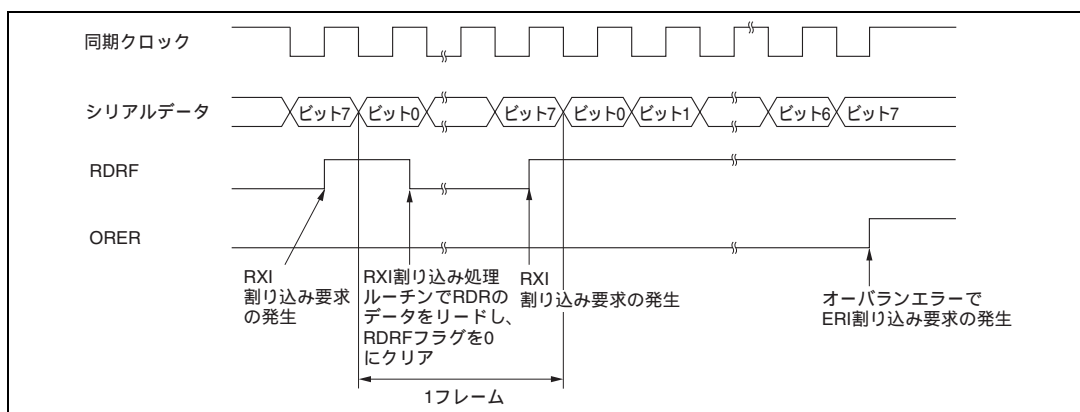 同期クロック
シリアルデータ
ビット7
ビット0
ビット7
ビット0
ビット1
ビット6
ビット7
RDRF
ORER
RXI
割り込み要求
の発生
RXI割り込み処理
ルーチンでRDRの
データをリードし、
RDRFフラグを0
にクリア
RXI
割り込み要求の発生
オーバランエラーで
ERI割り込み要求の発生
1フレーム